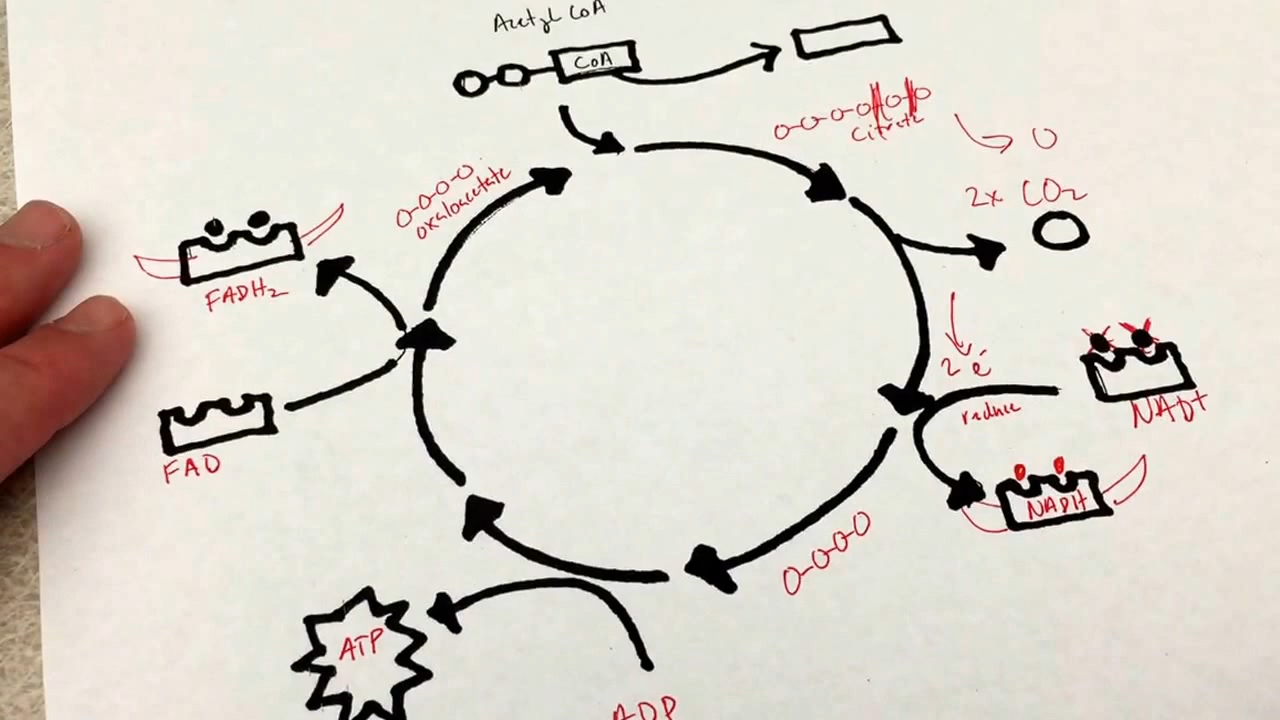 Acetyl CoA
CoA
citrate
oxaloacetate
2x CO2
FADH2
2 e-
reduce
NAD+
FAD
NADH
ATP
ADP